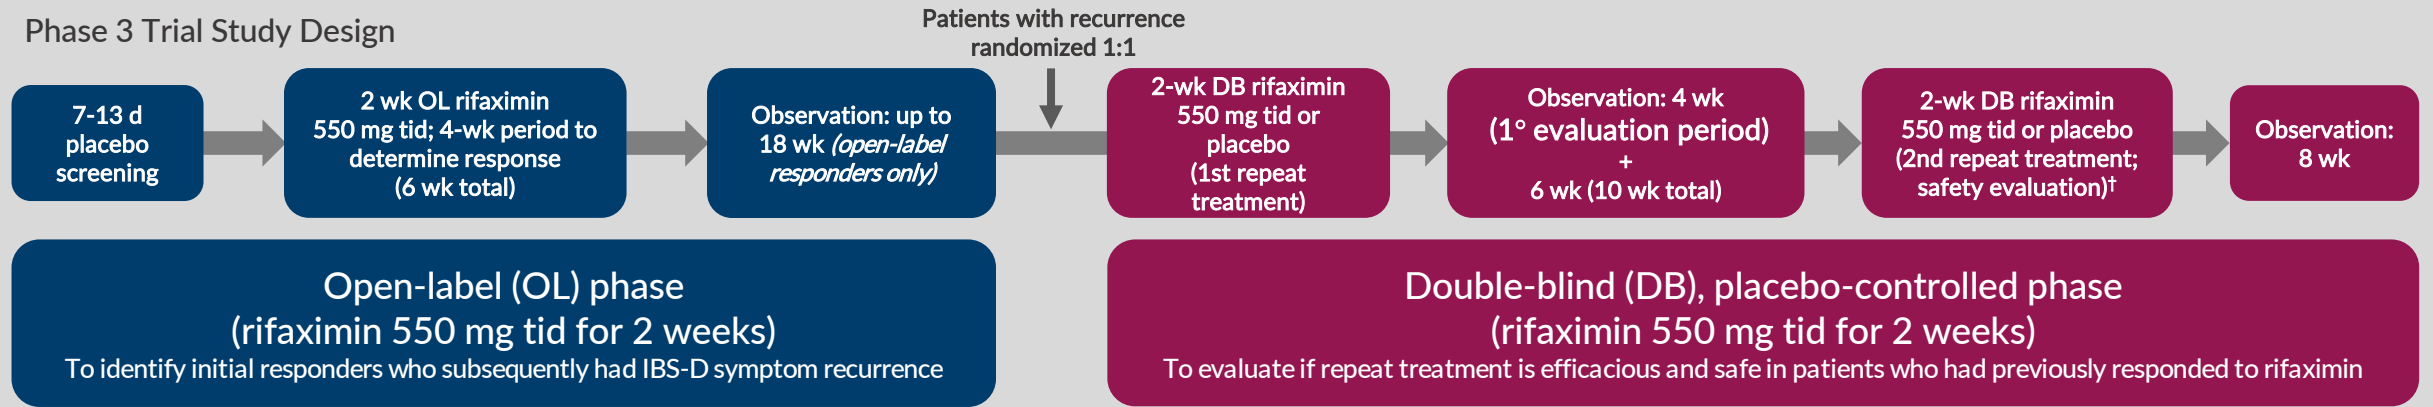 Phase 3 Trial Study Design
Patients with recurrence
randomized 1:1
7-13 d
placebo
screening
2 wk OL rifaximin
550 mg tid; 4-wk period to
determine response
(6 wk total)
Observation: up to
18 wk (open-label
responders only)
2-wk DB rifaximin
550 mg tid or
placebo
(1st repeat
treatment)
Observation: 4 wk
(1° evaluation period)
+
6 wk (10 wk total)
2-wk DB rifaximin
550 mg tid or placebo
(2nd repeat treatment;
safety evaluation)†
Observation:
8 wk
Open-label (OL) phase
(rifaximin 550 mg tid for 2 weeks)
To identify initial responders who subsequently had IBS-D symptom recurrence
Double-blind (DB), placebo-controlled phase
(rifaximin 550 mg tid for 2 weeks)
To evaluate if repeat treatment is efficacious and safe in patients who had previously responded to rifaximin